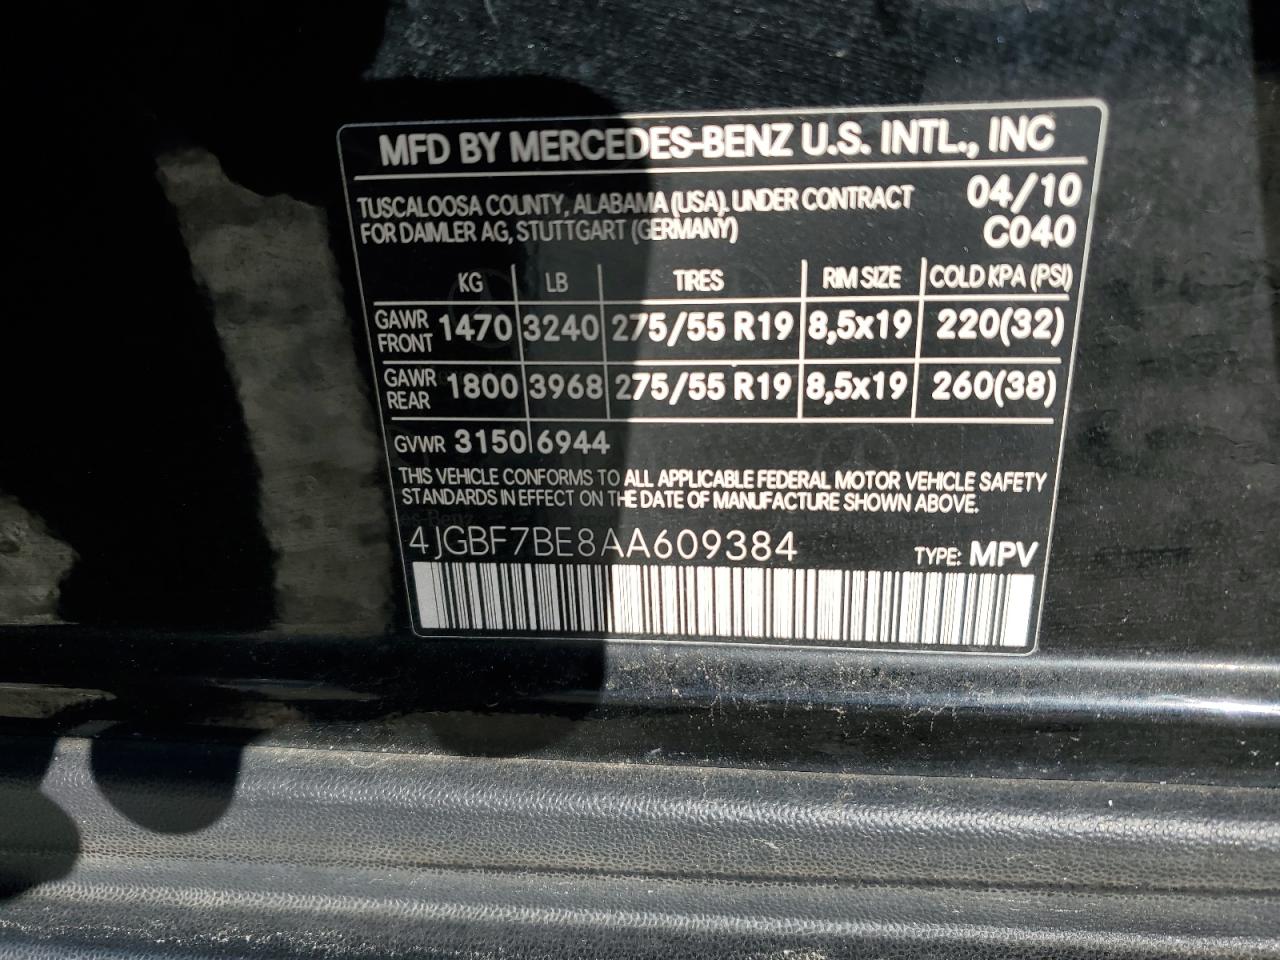 MFD BY MERCEDES-BENZ U.S. INTL., INC
TUSCALOOSA COUNTY, ALABAMA (USA). UNDER CONTRACT 04/10
FOR DAIMLER AG, STUTTGART (GERMANY) C040
KG LB TIRES RIM SIZE COLD KPA (PSI)
GAWR FRONT 1470 3240 275/55 R19 8,5x19 220(32)
GAWR REAR 1800 3968 275/55 R19 8,5x19 260(38)
GVWR 3150 6944
THIS VEHICLE CONFORMS TO ALL APPLICABLE FEDERAL MOTOR VEHICLE SAFETY
STANDARDS IN EFFECT ON THE DATE OF MANUFACTURE SHOWN ABOVE.
4JGBF7BE8AA609384 TYPE: MPV